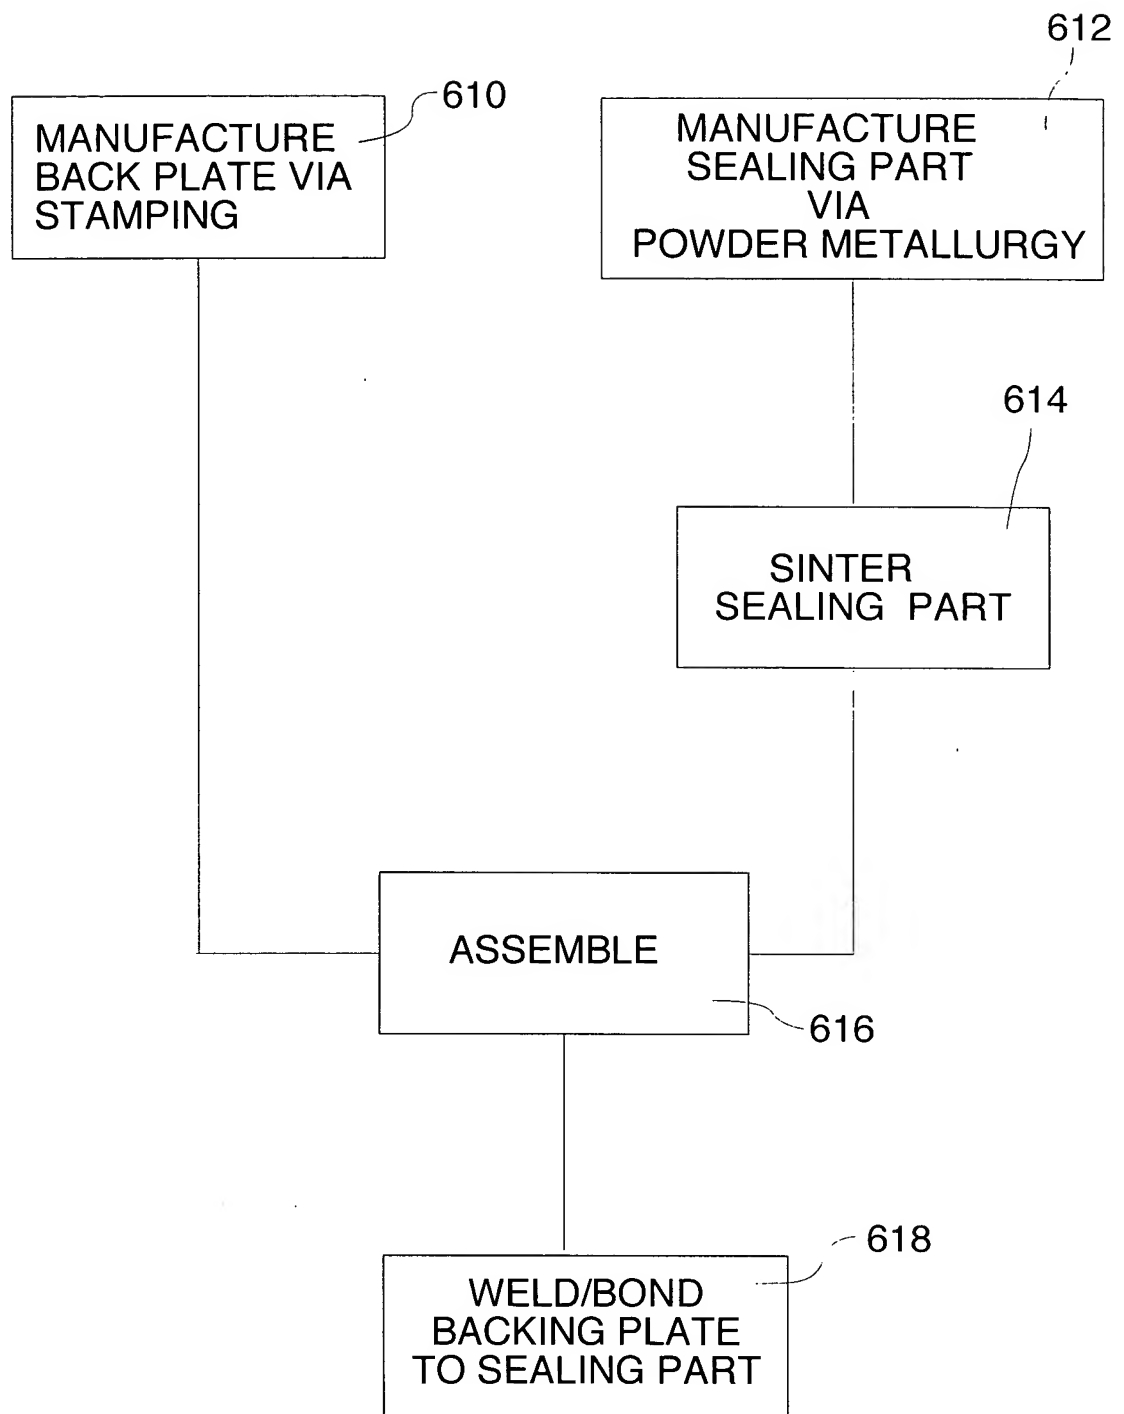 612
610
MANUFACTURE
BACK PLATE VIA
STAMPING
MANUFACTURE
SEALING PART
VIA
POWDER METALLURGY
614
SINTER
SEALING PART
ASSEMBLE
616
618
WELD/BOND
BACKING PLATE
TO SEALING PART